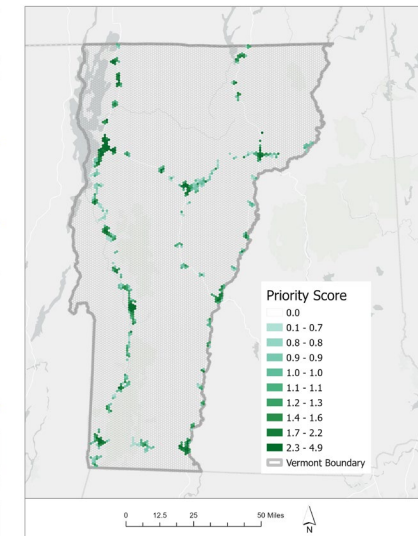 Priority Score
0.0
0.1 - 0.7
0.8 - 0.8
0.9 - 0.9
1.0 - 1.0
1.1 - 1.1
1.2 - 1.3
1.4 - 1.6
1.7 - 2.2
2.3 - 4.9
Vermont Boundary
0 12.5 25 50 Miles
N